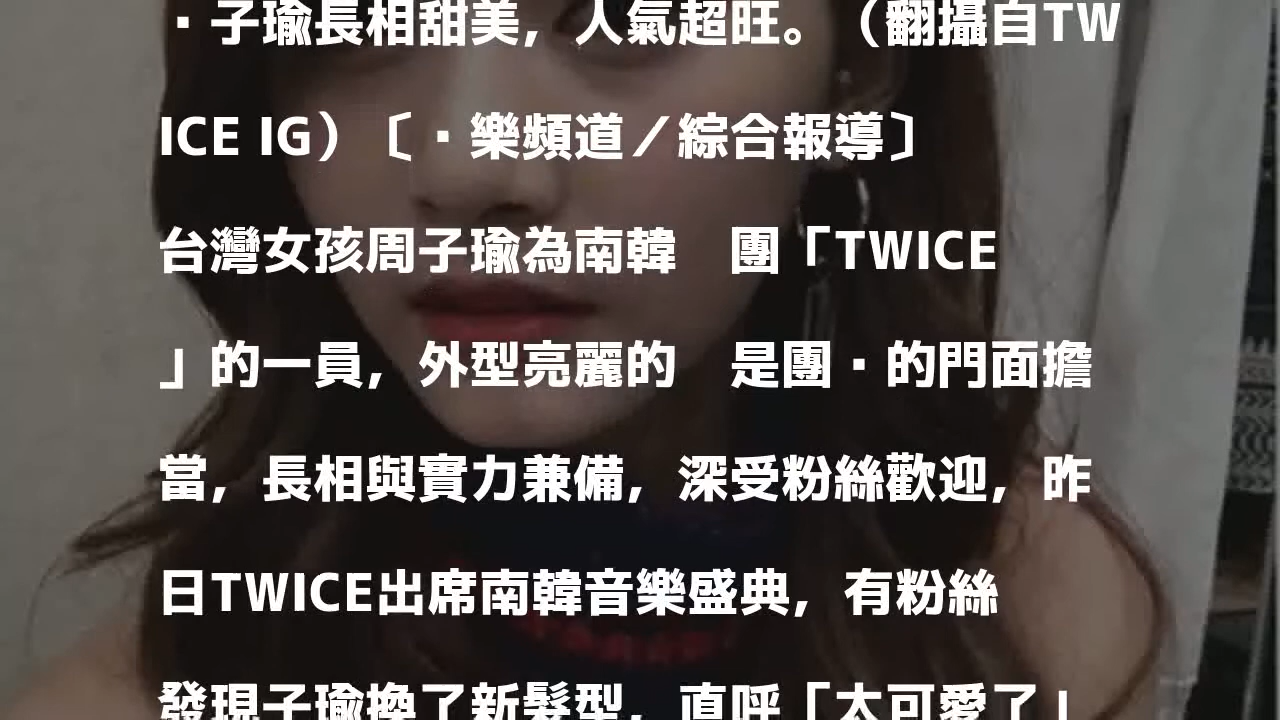 ▪子瑜長相甜美，人氣超旺。（翻攝自TW
ICE IG）〔▪樂頻道／綜合報導〕
台灣女孩周子瑜為南韓　團「TWICE
」的一員，外型亮麗的　是團▪的門面擔
當，長相與實力兼備，深受粉絲歡迎，昨
日TWICE出席南韓音樂盛典，有粉絲
發現子瑜換了新髮型，直呼「太可愛了」